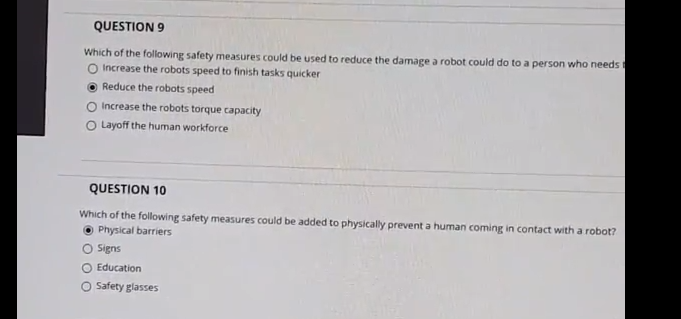 QUESTION 9
Which of the following safety measures could be used to reduce the damage a robot could do to a person who needs
Increase the robots speed to finish tasks quicker
Reduce the robots speed
Increase the robots torque capacity
Layoff the human workforce
QUESTION 10
Which of the following safety measures could be added to physically prevent a human coming in contact with a robot?
Physical barriers
Signs
Education
Safety glasses